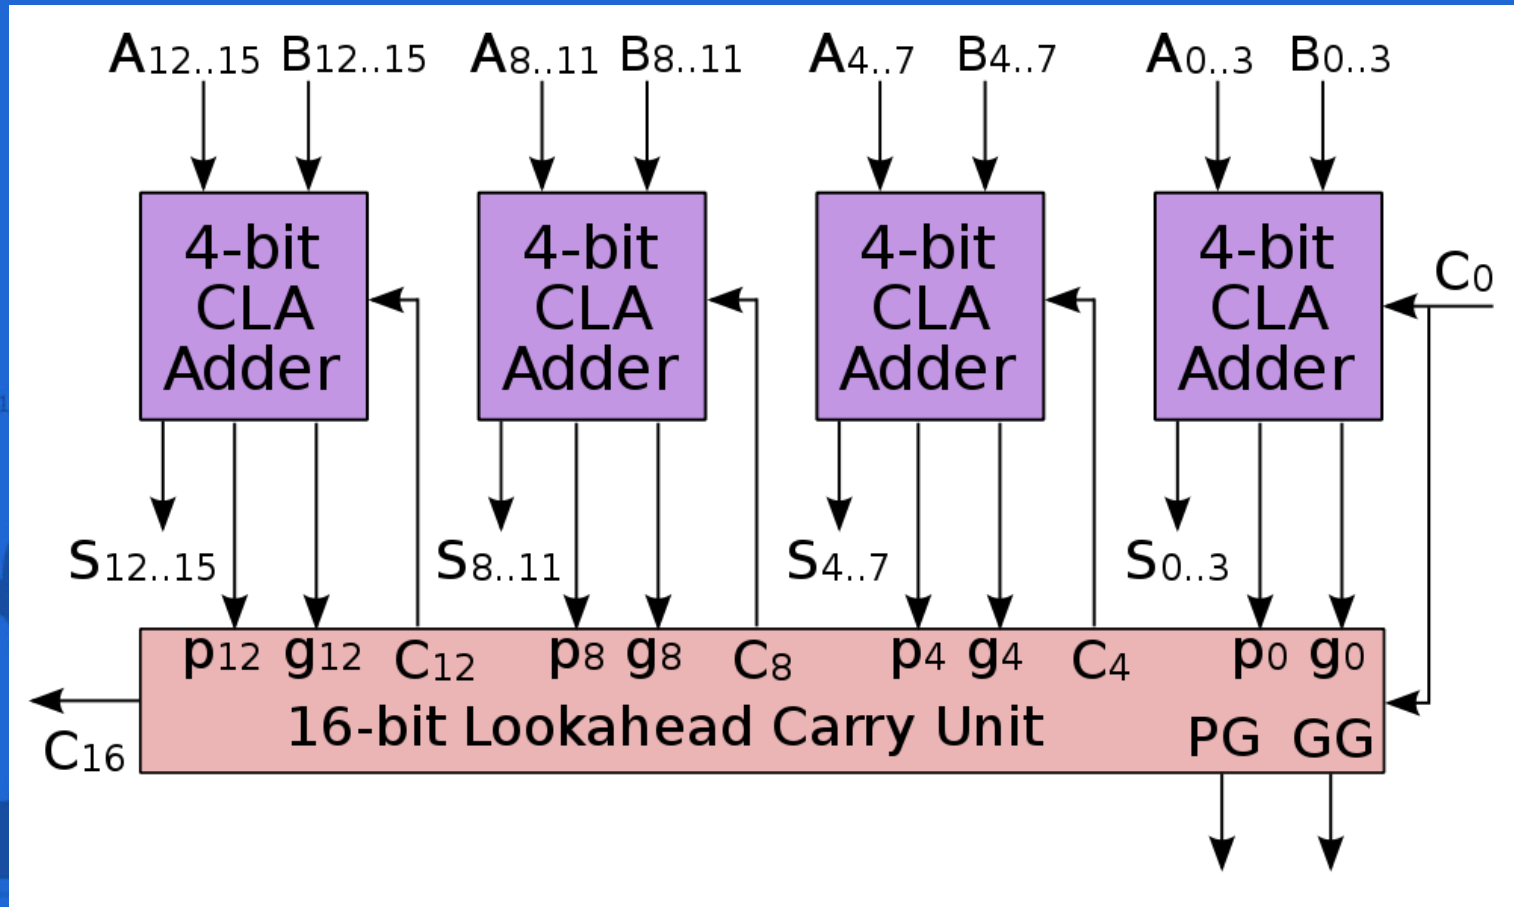 A12..15 B12..15 A8..11 B8..11 A4..7 B4..7 A0..3 B0..3
4-bit CLA Adder
4-bit CLA Adder
4-bit CLA Adder
4-bit CLA Adder
C0
S12..15 S8..11 S4..7 S0..3
p12 g12 C12 p8 g8 C8 p4 g4 C4 p0 g0
16-bit Lookahead Carry Unit
PG GG
C16